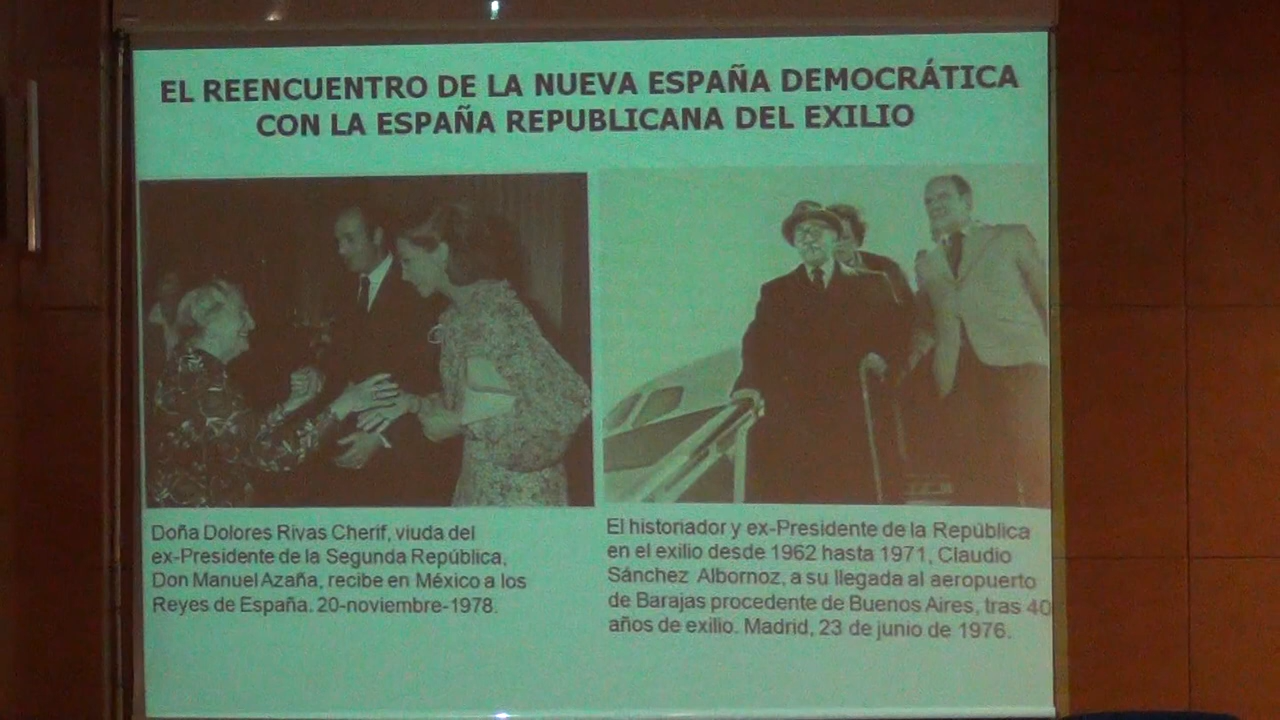 EL REENCUENTRO DE LA NUEVA ESPAÑA DEMOCRÁTICA
CON LA ESPAÑA REPUBLICANA DEL EXILIO
Doña Dolores Rivas Cherif, viuda del
ex-Presidente de la Segunda República,
Don Manuel Azaña, recibe en México a los
Reyes de España. 20-noviembre-1978.
El historiador y ex-Presidente de la República
en el exilio desde 1962 hasta 1971, Claudio
Sánchez Albornoz, a su llegada al aeropuerto
de Barajas procedente de Buenos Aires, tras 40
años de exilio. Madrid, 23 de junio de 1976.